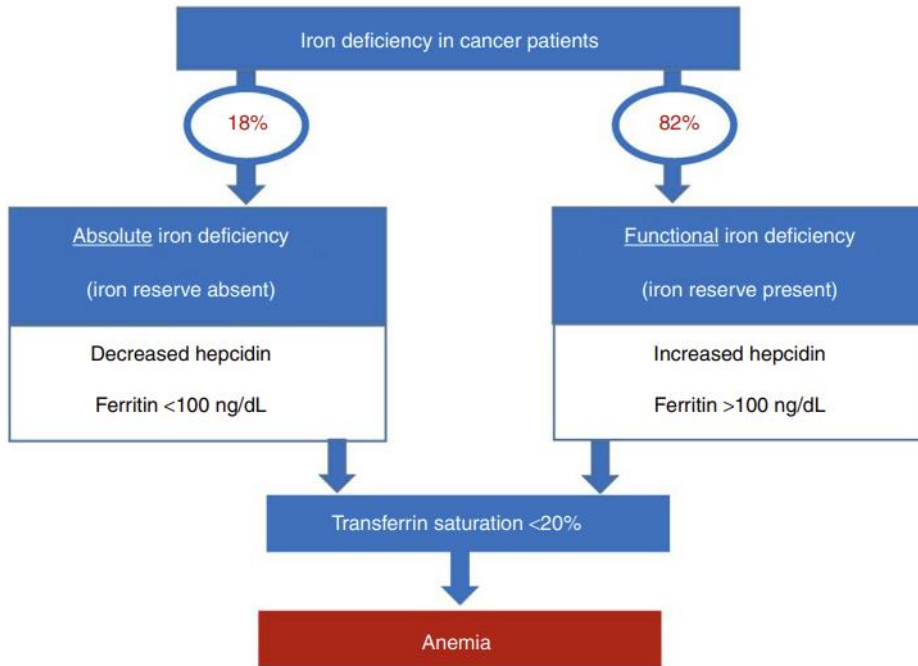 Iron deficiency in cancer patients
18%
82%
Absolute iron deficiency
(iron reserve absent)
Decreased hepcidin
Ferritin <100 ng/dL
Functional iron deficiency
(iron reserve present)
Increased hepcidin
Ferritin >100 ng/dL
Transferrin saturation <20%
Anemia